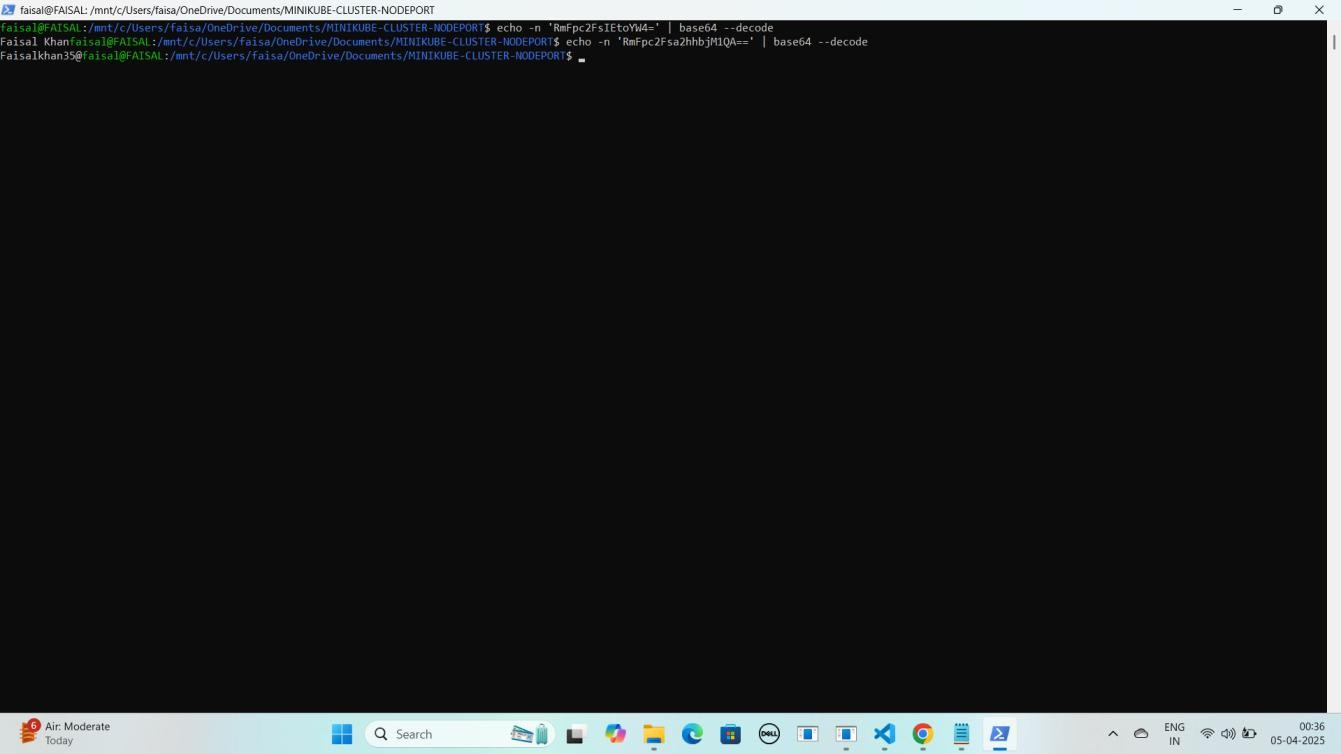 faisal@FAISAL: /mnt/c/Users/faisa/OneDrive/Documents/MINIKUBE-CLUSTER-NODEPORT
faisal@FAISAL:/mnt/c/Users/faisa/OneDrive/Documents/MINIKUBE-CLUSTER-NODEPORT$ echo -n 'RmFpc2FsIEtoYW4=' | base64 --decode
Faisal Khanfaisal@FAISAL:/mnt/c/Users/faisa/OneDrive/Documents/MINIKUBE-CLUSTER-NODEPORT$ echo -n 'RmFpc2Fsa2hhbjM1QA==' | base64 --decode
Faisalkhan35@faisal@FAISAL:/mnt/c/Users/faisa/OneDrive/Documents/MINIKUBE-CLUSTER-NODEPORT$
6
Air: Moderate
Today
Search
DELL
ENG
IN
00:36
05-04-2025